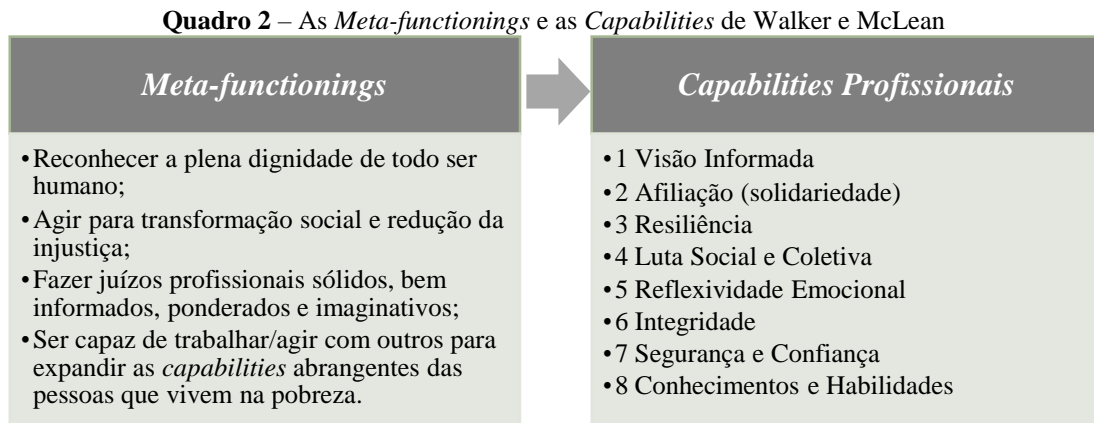 Quadro 2 – As Meta-functionings e as Capabilities de Walker e McLean
Meta-functionings
•Reconhecer a plena dignidade de todo ser
humano;
•Agir para transformação social e redução da
injustiça;
•Fazer juízos profissionais sólidos, bem
informados, ponderados e imaginativos;
•Ser capaz de trabalhar/agir com outros para
expandir as capabilities abrangentes das
pessoas que vivem na pobreza.
Capabilities Profissionais
•1 Visão Informada
•2 Afiliação (solidariedade)
•3 Resiliência
•4 Luta Social e Coletiva
•5 Reflexividade Emocional
•6 Integridade
•7 Segurança e Confiança
•8 Conhecimentos e Habilidades